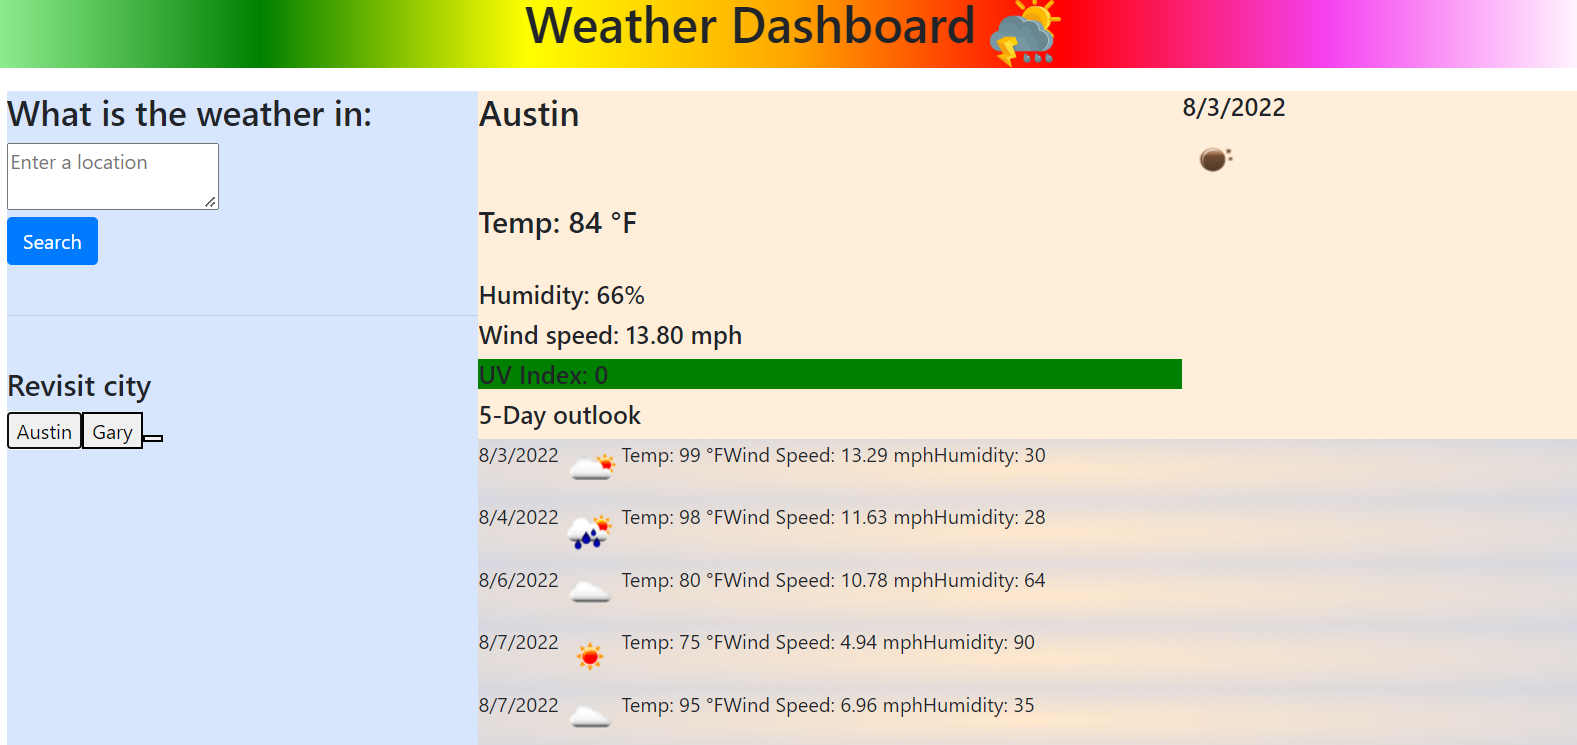 Weather Dashboard
What is the weather in:
Enter a location
Search
Revisit city
Austin Gary
Austin 8/3/2022
Temp: 84 °F
Humidity: 66%
Wind speed: 13.80 mph
UV Index: 0
5-Day outlook
8/3/2022 Temp: 99 °FWind Speed: 13.29 mphHumidity: 30
8/4/2022 Temp: 98 °FWind Speed: 11.63 mphHumidity: 28
8/6/2022 Temp: 80 °FWind Speed: 10.78 mphHumidity: 64
8/7/2022 Temp: 75 °FWind Speed: 4.94 mphHumidity: 90
8/7/2022 Temp: 95 °FWind Speed: 6.96 mphHumidity: 35